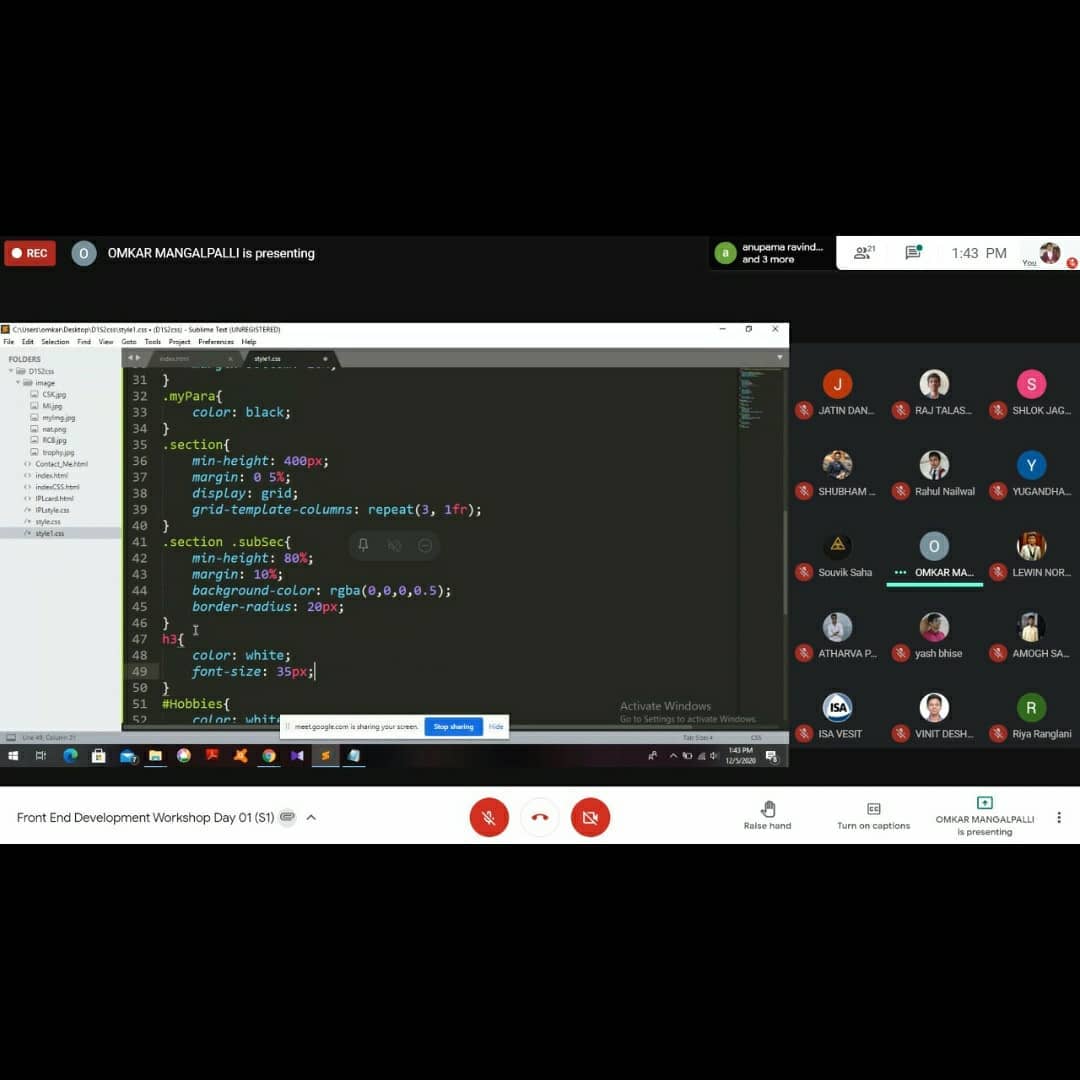 REC
O
OMKAR MANGALPALLI is presenting
a
anupama ravind...
and 3 more
21
1:43 PM
You
C:\Users\omkar\Desktop\D1S2css\style1.css • (D1S2css) - Sublime Text (UNREGISTERED)
File Edit Selection Find View Goto Tools Project Preferences Help
FOLDERS
D1S2css
image
CSK.jpg
MI.jpg
myImg.jpg
nat.png
RCB.jpg
trophy.jpg
Contact_Me.html
index.html
indexCSS.html
IPLcard.html
IPLstyle.css
style.css
style1.css
index.html
style1.css
31 }
32 .myPara{
33 color: black;
34 }
35 .section{
36 min-height: 400px;
37 margin: 0 5%;
38 display: grid;
39 grid-template-columns: repeat(3, 1fr);
40 }
41 .section .subSec{
42 min-height: 80%;
43 margin: 10%;
44 background-color: rgba(0,0,0,0.5);
45 border-radius: 20px;
46 }
47 h3{
48 color: white;
49 font-size: 35px;
50 }
51 #Hobbies{
52 color: white
Activate Windows
Go to Settings to activate Windows.
meet.google.com is sharing your screen.
Stop sharing
Hide
Line 49, Column 21
Tab Size: 4
CSS
1:43 PM
12/5/2020
J
S
JATIN DAN...
RAJ TALAS...
SHLOK JAG...
Y
SHUBHAM ...
Rahul Nailwal
YUGANDHA...
O
Souvik Saha
OMKAR MA...
LEWIN NOR...
ATHARVA P...
yash bhise
AMOGH SA...
ISA
R
ISA VESIT
VINIT DESH...
Riya Ranglani
Front End Development Workshop Day 01 (S1)
Raise hand
CC
Turn on captions
OMKAR MANGALPALLI
is presenting